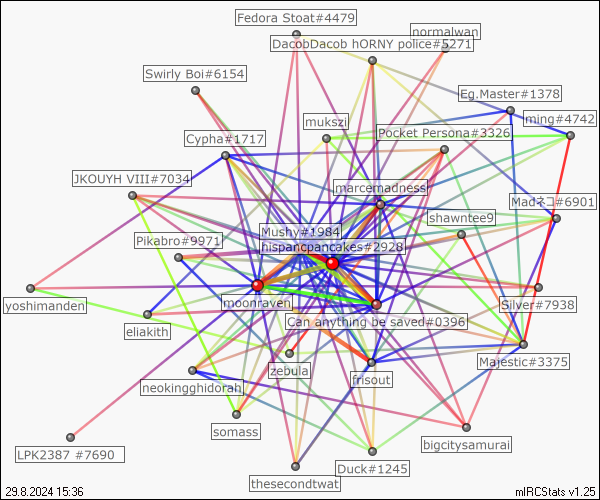 Fedora Stoat#4479
normalwan
DacobDacob hORNY police#5271
Swirly Boi#6154
Eg.Master#1378
ming#4742
mukszi
Pocket Persona#3326
Cypha#1717
JKOUYH VIII#7034
marcemadness
Madネコ#6901
shawntee9
Mushy#1984
Pikabro#9971
hispancpancakes#2928
yoshimanden
moonraven
Silver#7938
eliakith
Can anything be saved#0396
Majestic#3375
zebula
frisout
neokingghidorah
somass
bigcitysamurai
LPK2387 #7690
Duck#1245
thesecondtwat
29.8.2024 15:36
mIRCStats v1.25